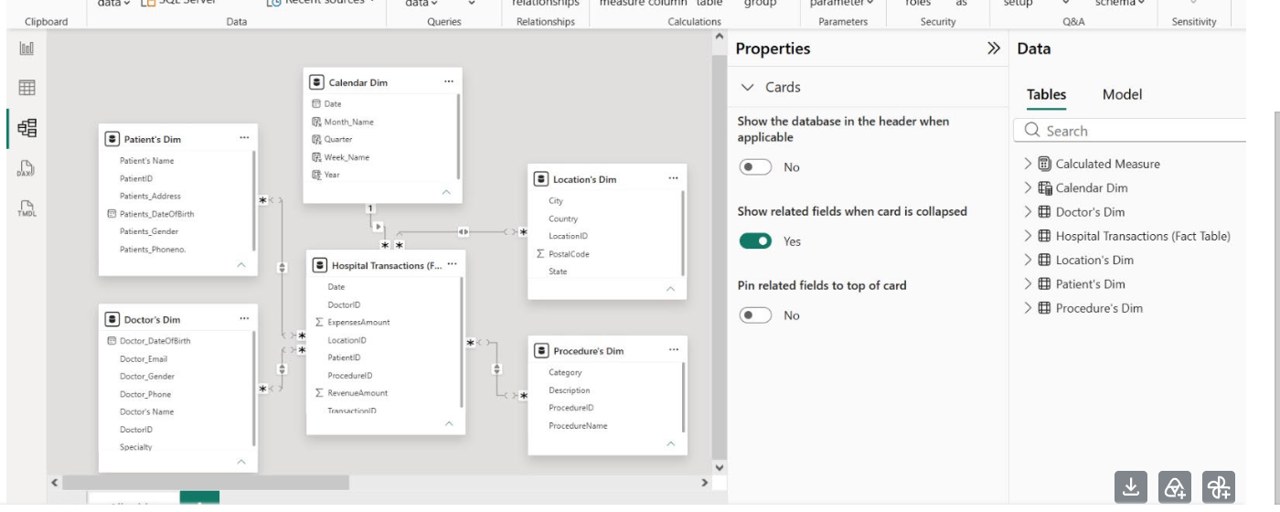 data
SQL Server
Recent sources
data
relationships
measure column table
group
parameter
roles
as
setup
schema
Clipboard
Data
Queries
Relationships
Calculations
Parameters
Security
Q&A
Sensitivity
DAX
TMDL
Calendar Dim
Date
Month_Name
Quarter
Week_Name
Year
Patient's Dim
Patient's Name
PatientID
Patients_Address
Patients_DateOfBirth
Patients_Gender
Patients_Phoneno.
Location's Dim
City
Country
LocationID
PostalCode
State
1
Hospital Transactions (F...
Date
DoctorID
ExpensesAmount
LocationID
PatientID
ProcedureID
RevenueAmount
TransactionID
Doctor's Dim
Doctor_DateOfBirth
Doctor_Email
Doctor_Gender
Doctor_Phone
Doctor's Name
DoctorID
Specialty
Procedure's Dim
Category
Description
ProcedureID
ProcedureName
Properties
Cards
Show the database in the header when
applicable
No
Show related fields when card is collapsed
Yes
Pin related fields to top of card
No
Data
Tables
Model
Search
Calculated Measure
Calendar Dim
Doctor's Dim
Hospital Transactions (Fact Table)
Location's Dim
Patient's Dim
Procedure's Dim